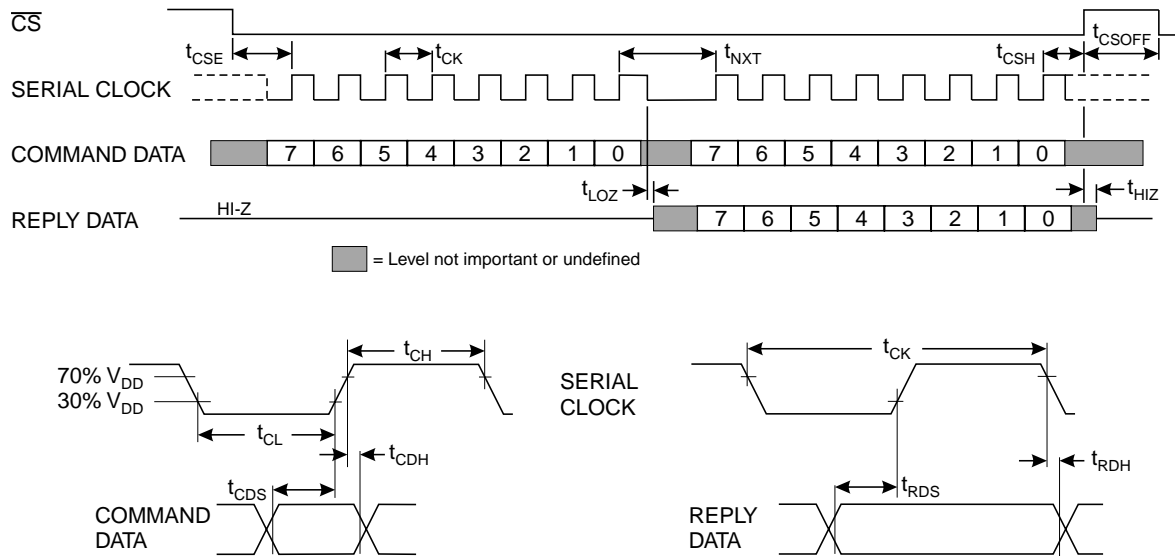 CS
tCSE
tCK
tNXT
tCSH
tCSOFF
SERIAL CLOCK
COMMAND DATA
7 6 5 4 3 2 1 0
7 6 5 4 3 2 1 0
tLOZ
tHIZ
REPLY DATA
HI-Z
7 6 5 4 3 2 1 0
= Level not important or undefined
tCH
70% VDD
30% VDD
tCL
tCDH
tCDS
COMMAND
DATA
tCK
SERIAL
CLOCK
tRDH
tRDS
REPLY
DATA